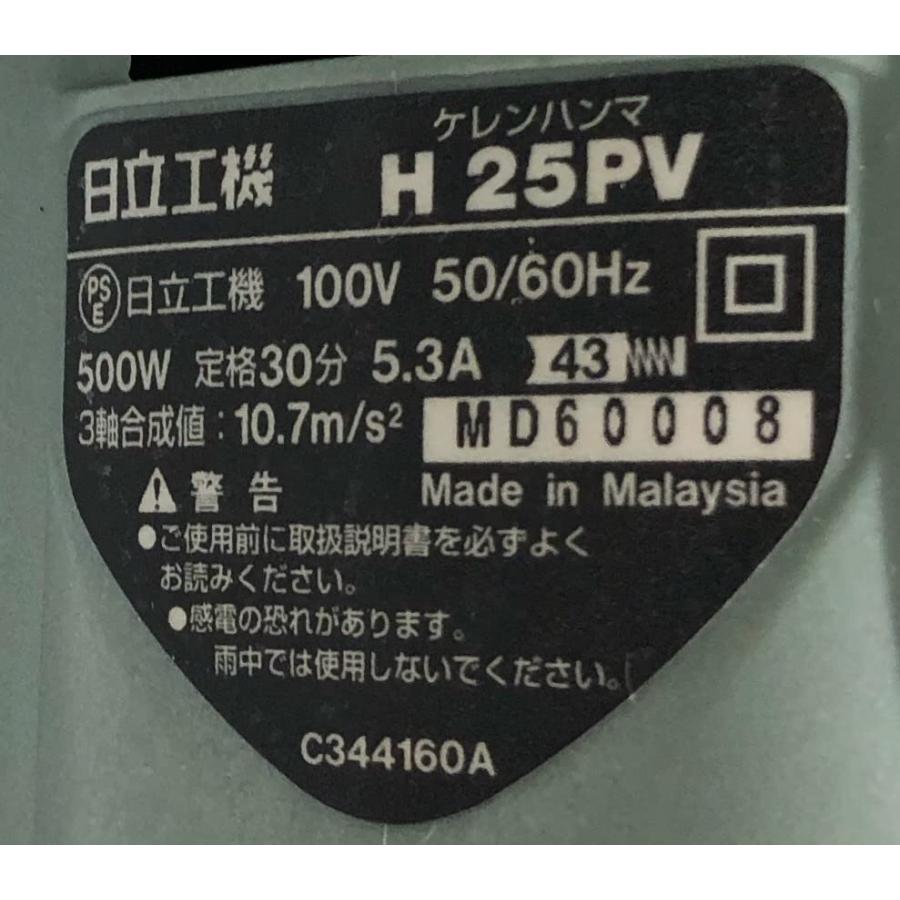 ケレンハンマ
日立工機 H 25PV
PS E 日立工機 100V 50/60Hz
500W 定格30分 5.3A 43
3軸合成値：10.7m/s² MD60008
警告 Made in Malaysia
●ご使用前に取扱説明書を必ずよく
お読みください。
●感電の恐れがあります。
雨中では使用しないでください。
C344160A